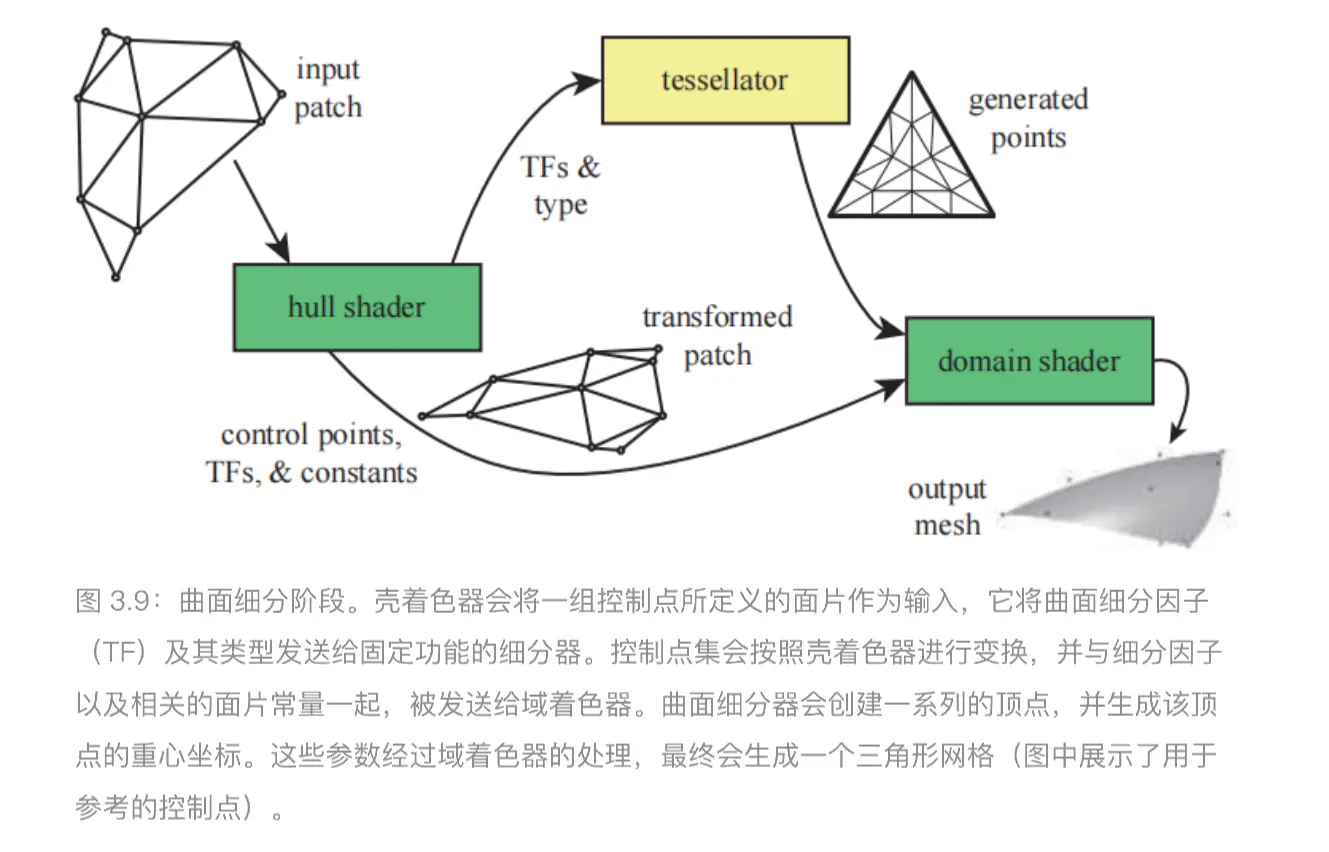 input
patch
tessellator
generated
points
TFs &
type
hull shader
transformed
patch
domain shader
control points,
TFs, & constants
output
mesh
图 3.9：曲面细分阶段。壳着色器会将一组控制点所定义的面片作为输入，它将曲面细分因子
（TF）及其类型发送给固定功能的细分器。控制点集会按照壳着色器进行变换，并与细分因子
以及相关的面片常量一起，被发送给域着色器。曲面细分器会创建一系列的顶点，并生成该顶
点的重心坐标。这些参数经过域着色器的处理，最终会生成一个三角形网格（图中展示了用于
参考的控制点）。